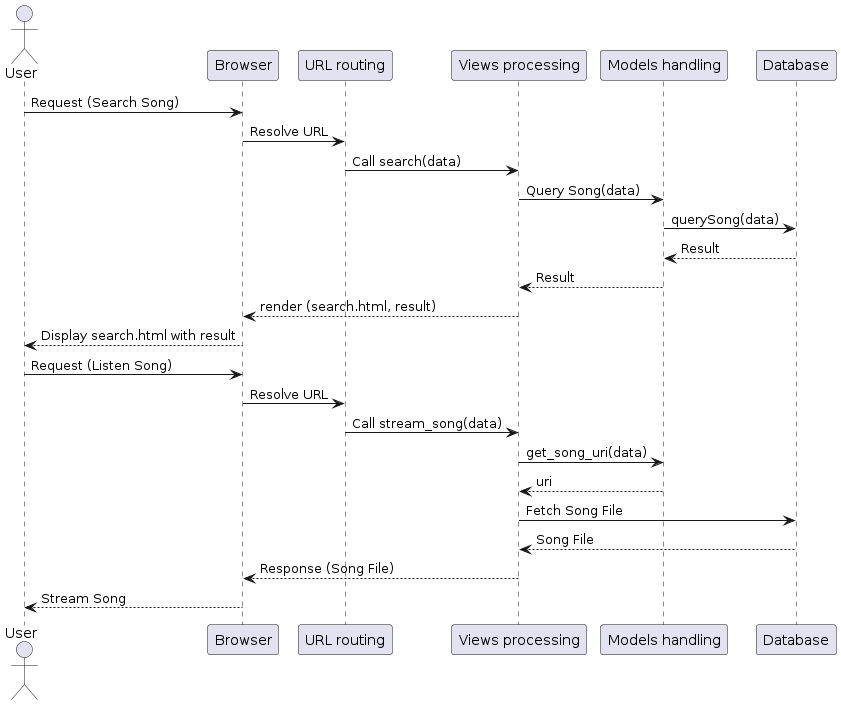 User
Browser
URL routing
Views processing
Models handling
Database
Request (Search Song)
Resolve URL
Call search(data)
Query Song(data)
querySong(data)
Result
Result
render (search.html, result)
Display search.html with result
Request (Listen Song)
Resolve URL
Call stream_song(data)
get_song_uri(data)
uri
Fetch Song File
Song File
Response (Song File)
Stream Song
User
Browser
URL routing
Views processing
Models handling
Database